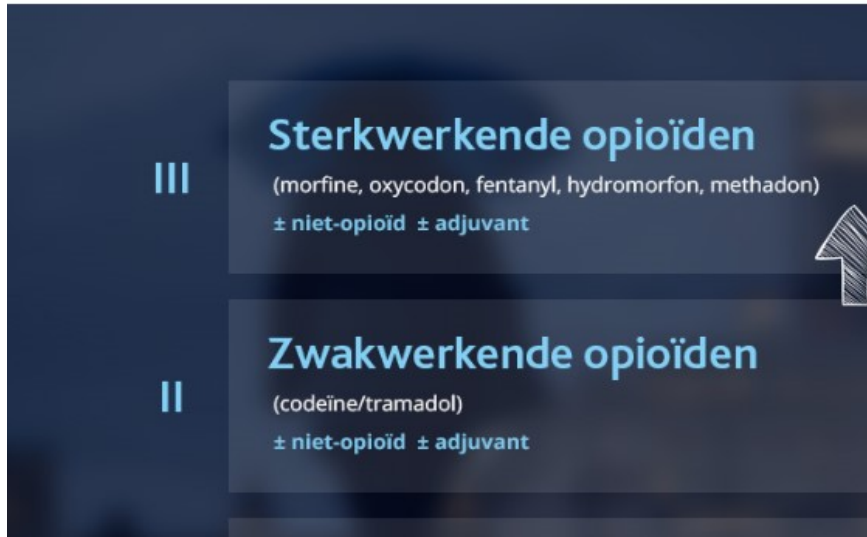 III
Sterkwerkende opioïden
(morfine, oxycodon, fentanyl, hydromorfon, methadon)
± niet-opioïd ± adjuvant
II
Zwakwerkende opioïden
(codeïne/tramadol)
± niet-opioïd ± adjuvant